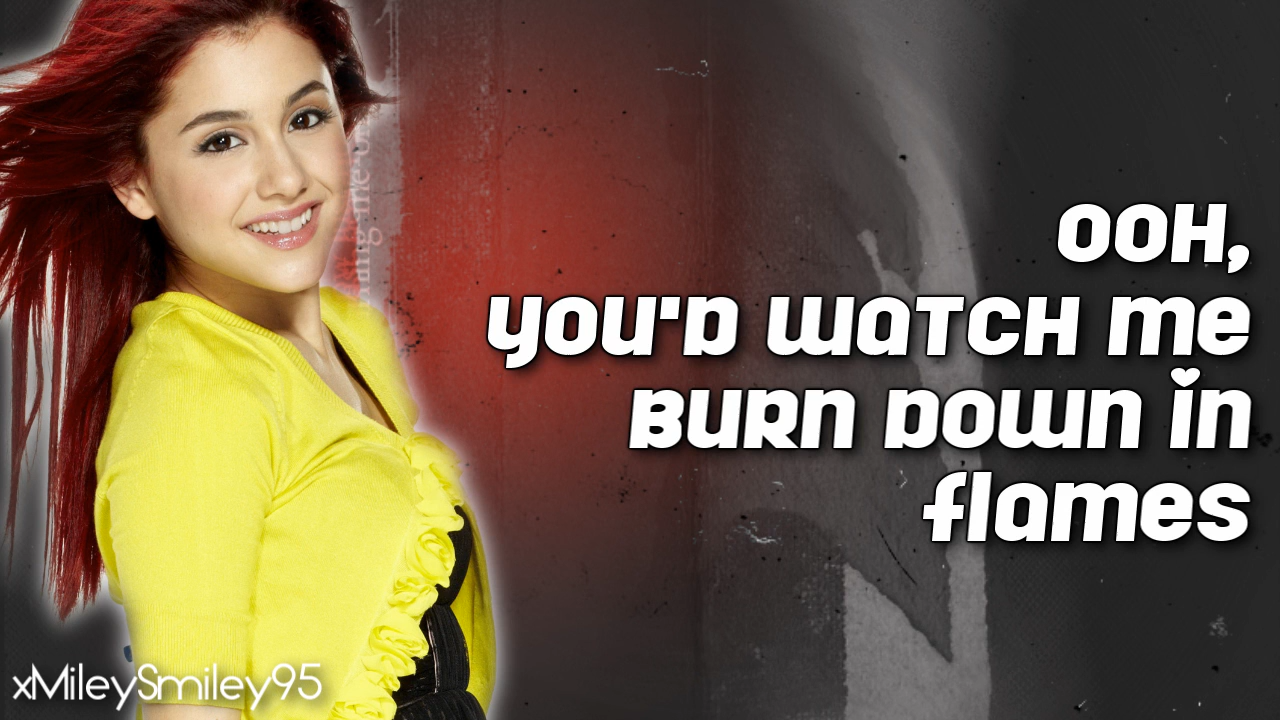 OOH,
YOU'D WATCH ME
BURN DOWN IN
FLAMES
xMileySmiley95